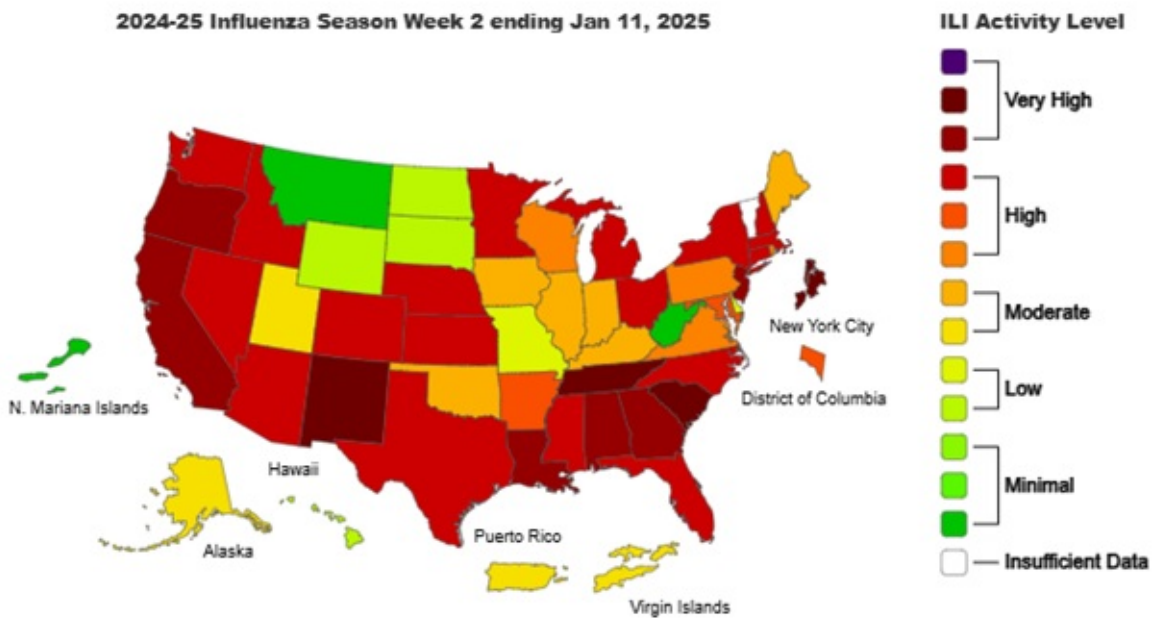 2024-25 Influenza Season Week 2 ending Jan 11, 2025
ILI Activity Level
Very High
High
Moderate
Low
Minimal
Insufficient Data
New York City
District of Columbia
N. Mariana Islands
Hawaii
Alaska
Puerto Rico
Virgin Islands